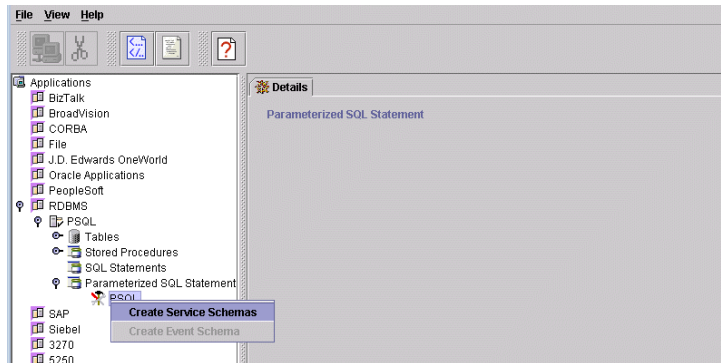 File View Help
Applications
BizTalk
BroadVision
CORBA
File
J.D. Edwards OneWorld
Oracle Applications
PeopleSoft
RDBMS
PSQL
Tables
Stored Procedures
SQL Statements
Parameterized SQL Statement
PSQL
SAP
Siebel
3270
5250
Create Service Schemas
Create Event Schema
Details
Parameterized SQL Statement